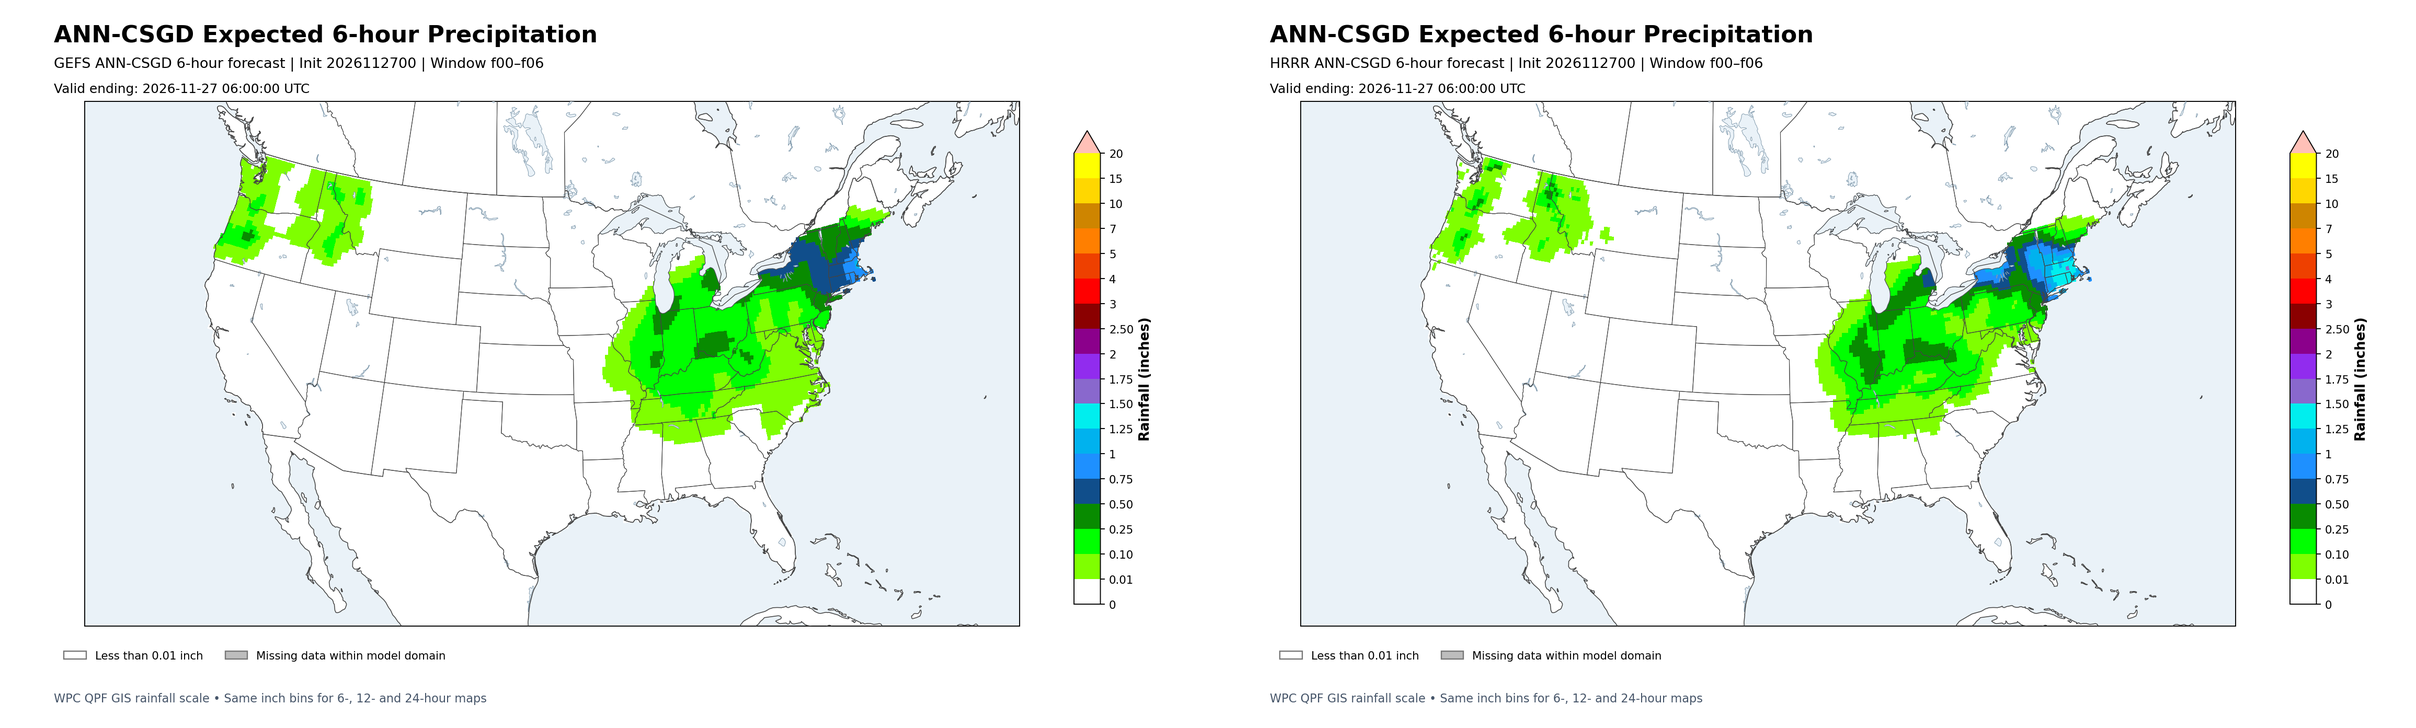 ANN-CSGD Expected 6-hour Precipitation
GEFS ANN-CSGD 6-hour forecast | Init 2026112700 | Window f00–f06
Valid ending: 2026-11-27 06:00:00 UTC
20
15
10
7
5
4
3
2.50
2
1.75
1.50
1.25
1
0.75
0.50
0.25
0.10
0.01
0
Rainfall (inches)
Less than 0.01 inch
Missing data within model domain
WPC QPF GIS rainfall scale • Same inch bins for 6-, 12- and 24-hour maps
ANN-CSGD Expected 6-hour Precipitation
HRRR ANN-CSGD 6-hour forecast | Init 2026112700 | Window f00–f06
Valid ending: 2026-11-27 06:00:00 UTC
20
15
10
7
5
4
3
2.50
2
1.75
1.50
1.25
1
0.75
0.50
0.25
0.10
0.01
0
Rainfall (inches)
Less than 0.01 inch
Missing data within model domain
WPC QPF GIS rainfall scale • Same inch bins for 6-, 12- and 24-hour maps